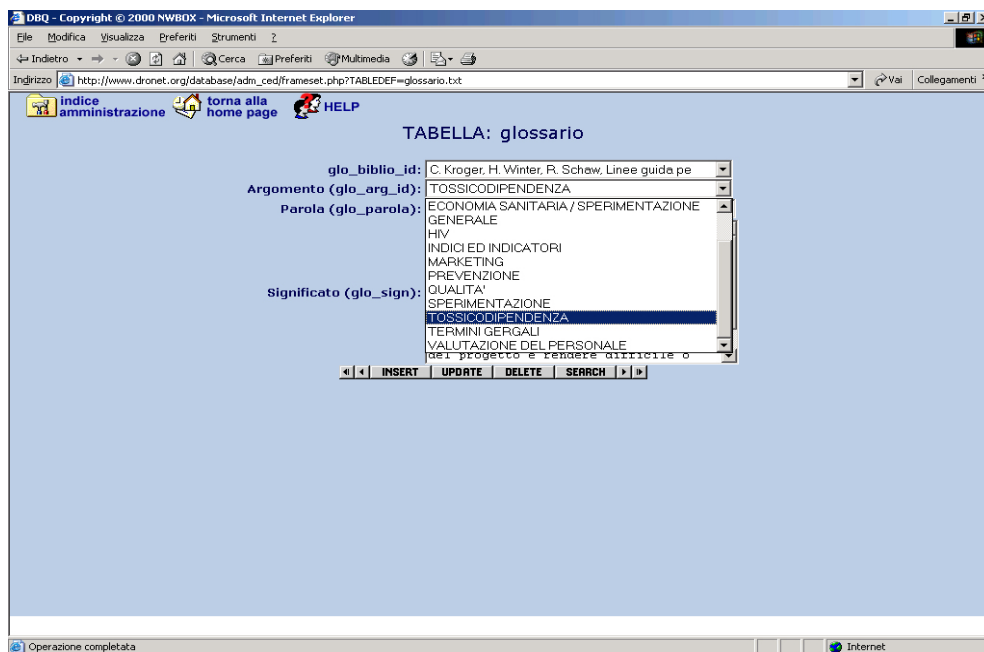 DBQ - Copyright © 2000 NWBOX - Microsoft Internet Explorer
File Modifica Visualizza Preferiti Strumenti ?
Indietro Cerca Preferiti Multimedia
Indirizzo http://www.dronet.org/database/adm_ced/frameset.php?TABLEDEF=glossario.txt Vai Collegamenti
indice amministrazione torna alla home page HELP
TABELLA: glossario
glo_biblio_id: C. Kroger, H. Winter, R. Schaw, Linee guida pe
Argomento (glo_arg_id): TOSSICODIPENDENZA
Parola (glo_parola):
ECONOMIA SANITARIA / SPERIMENTAZIONE
GENERALE
HIV
INDICI ED INDICATORI
MARKETING
PREVENZIONE
Significato (glo_sign): QUALITA'
SPERIMENTAZIONE
TOSSICODIPENDENZA
TERMINI GERGALI
VALUTAZIONE DEL PERSONALE
del progetto e rendere difficile o
INSERT UPDATE DELETE SEARCH
Operazione completata Internet